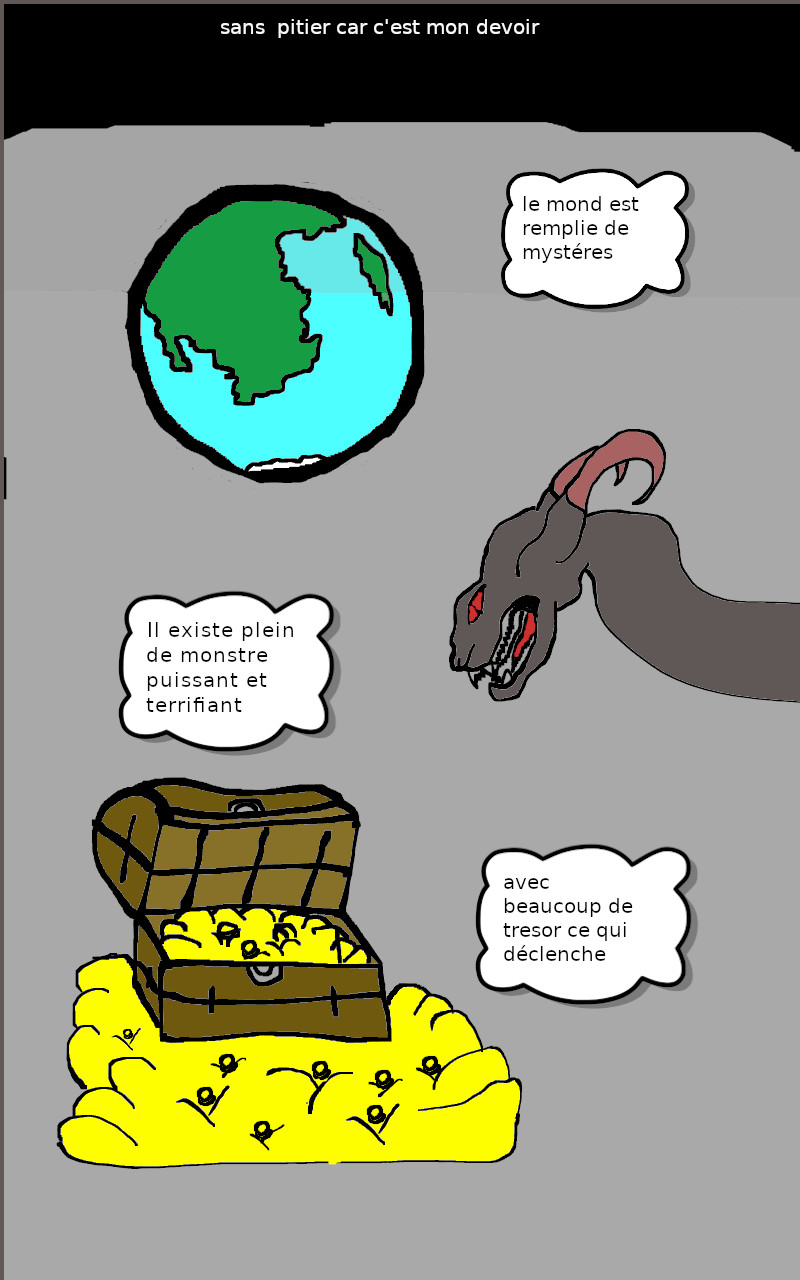 sans  pitier car c'est mon devoir
le mond est
remplie de
mystéres
Il existe plein
de monstre
puissant et
terrifiant
avec
beaucoup de
tresor ce qui
déclenche